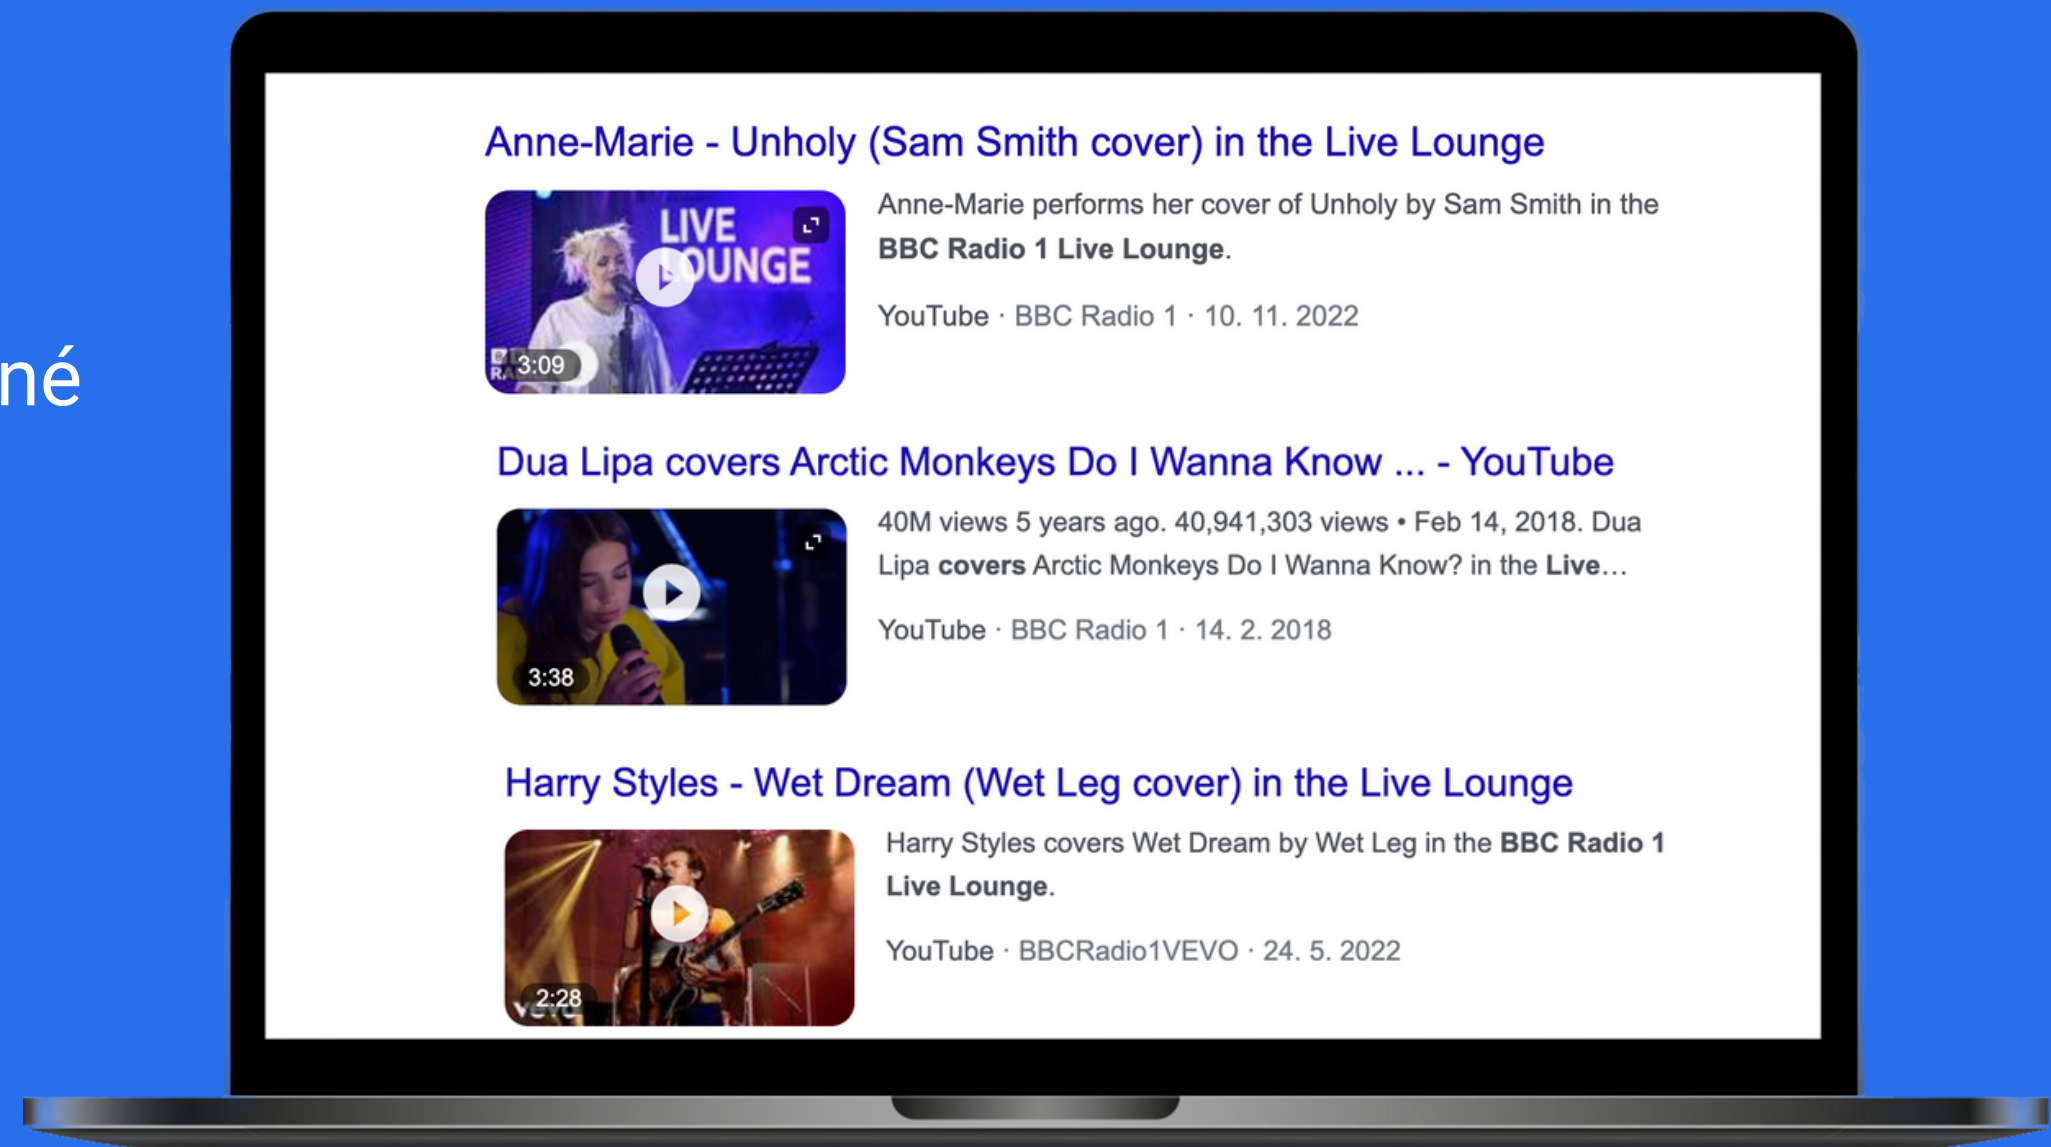 né
Anne-Marie - Unholy (Sam Smith cover) in the Live Lounge
LIVE
LOUNGE
3:09
Anne-Marie performs her cover of Unholy by Sam Smith in the
BBC Radio 1 Live Lounge.
YouTube · BBC Radio 1 · 10. 11. 2022
Dua Lipa covers Arctic Monkeys Do I Wanna Know ... - YouTube
3:38
40M views 5 years ago. 40,941,303 views • Feb 14, 2018. Dua
Lipa covers Arctic Monkeys Do I Wanna Know? in the Live...
YouTube · BBC Radio 1 · 14. 2. 2018
Harry Styles - Wet Dream (Wet Leg cover) in the Live Lounge
2:28
vevo
Harry Styles covers Wet Dream by Wet Leg in the BBC Radio 1
Live Lounge.
YouTube · BBCRadio1VEVO · 24. 5. 2022